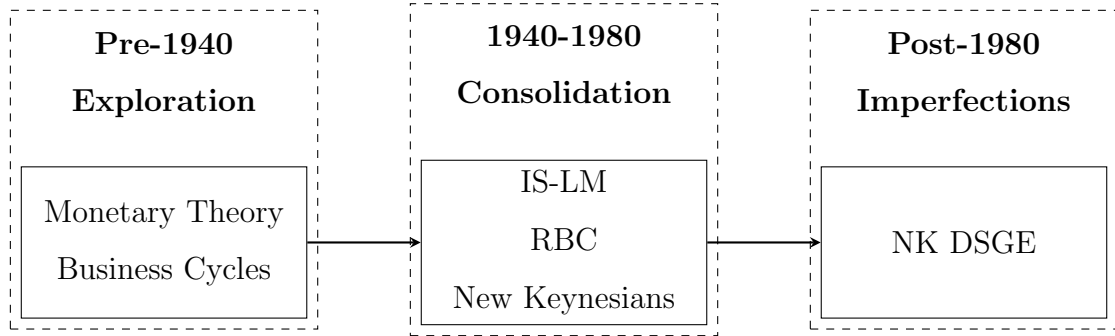 Pre-1940
Exploration
Monetary Theory
Business Cycles
1940-1980
Consolidation
IS-LM
RBC
New Keynesians
Post-1980
Imperfections
NK DSGE